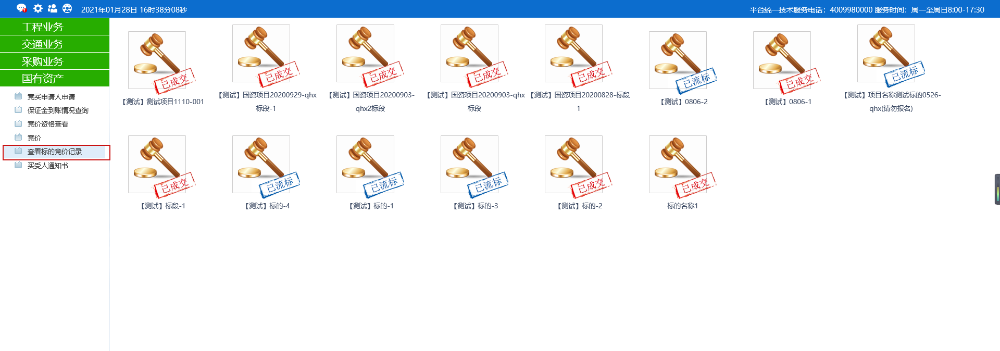 2021年01月28日 16时38分08秒
平台统一技术服务电话：4009980000 服务时间：周一至周日8:00-17:30
工程业务
交通业务
采购业务
国有资产
竞买申请人申请
保证金到账情况查询
竞价资格查看
竞价
查看标的竞价记录
买受人通知书
已成交
【测试】测试项目1110-001
已成交
【测试】国资项目20200929-qhx
标段-1
已成交
【测试】国资项目20200903-
qhx2标段
已成交
【测试】国资项目20200903-qhx
标段
已成交
【测试】国资项目20200828-标段
1
已流标
【测试】0806-2
已成交
【测试】0806-1
已流标
【测试】项目名称测试标的0526-
qhx(请勿报名)
已成交
【测试】标段-1
已流标
【测试】标的-4
已流标
【测试】标的-1
已流标
【测试】标的-3
已成交
【测试】标的-2
已成交
标的名称1